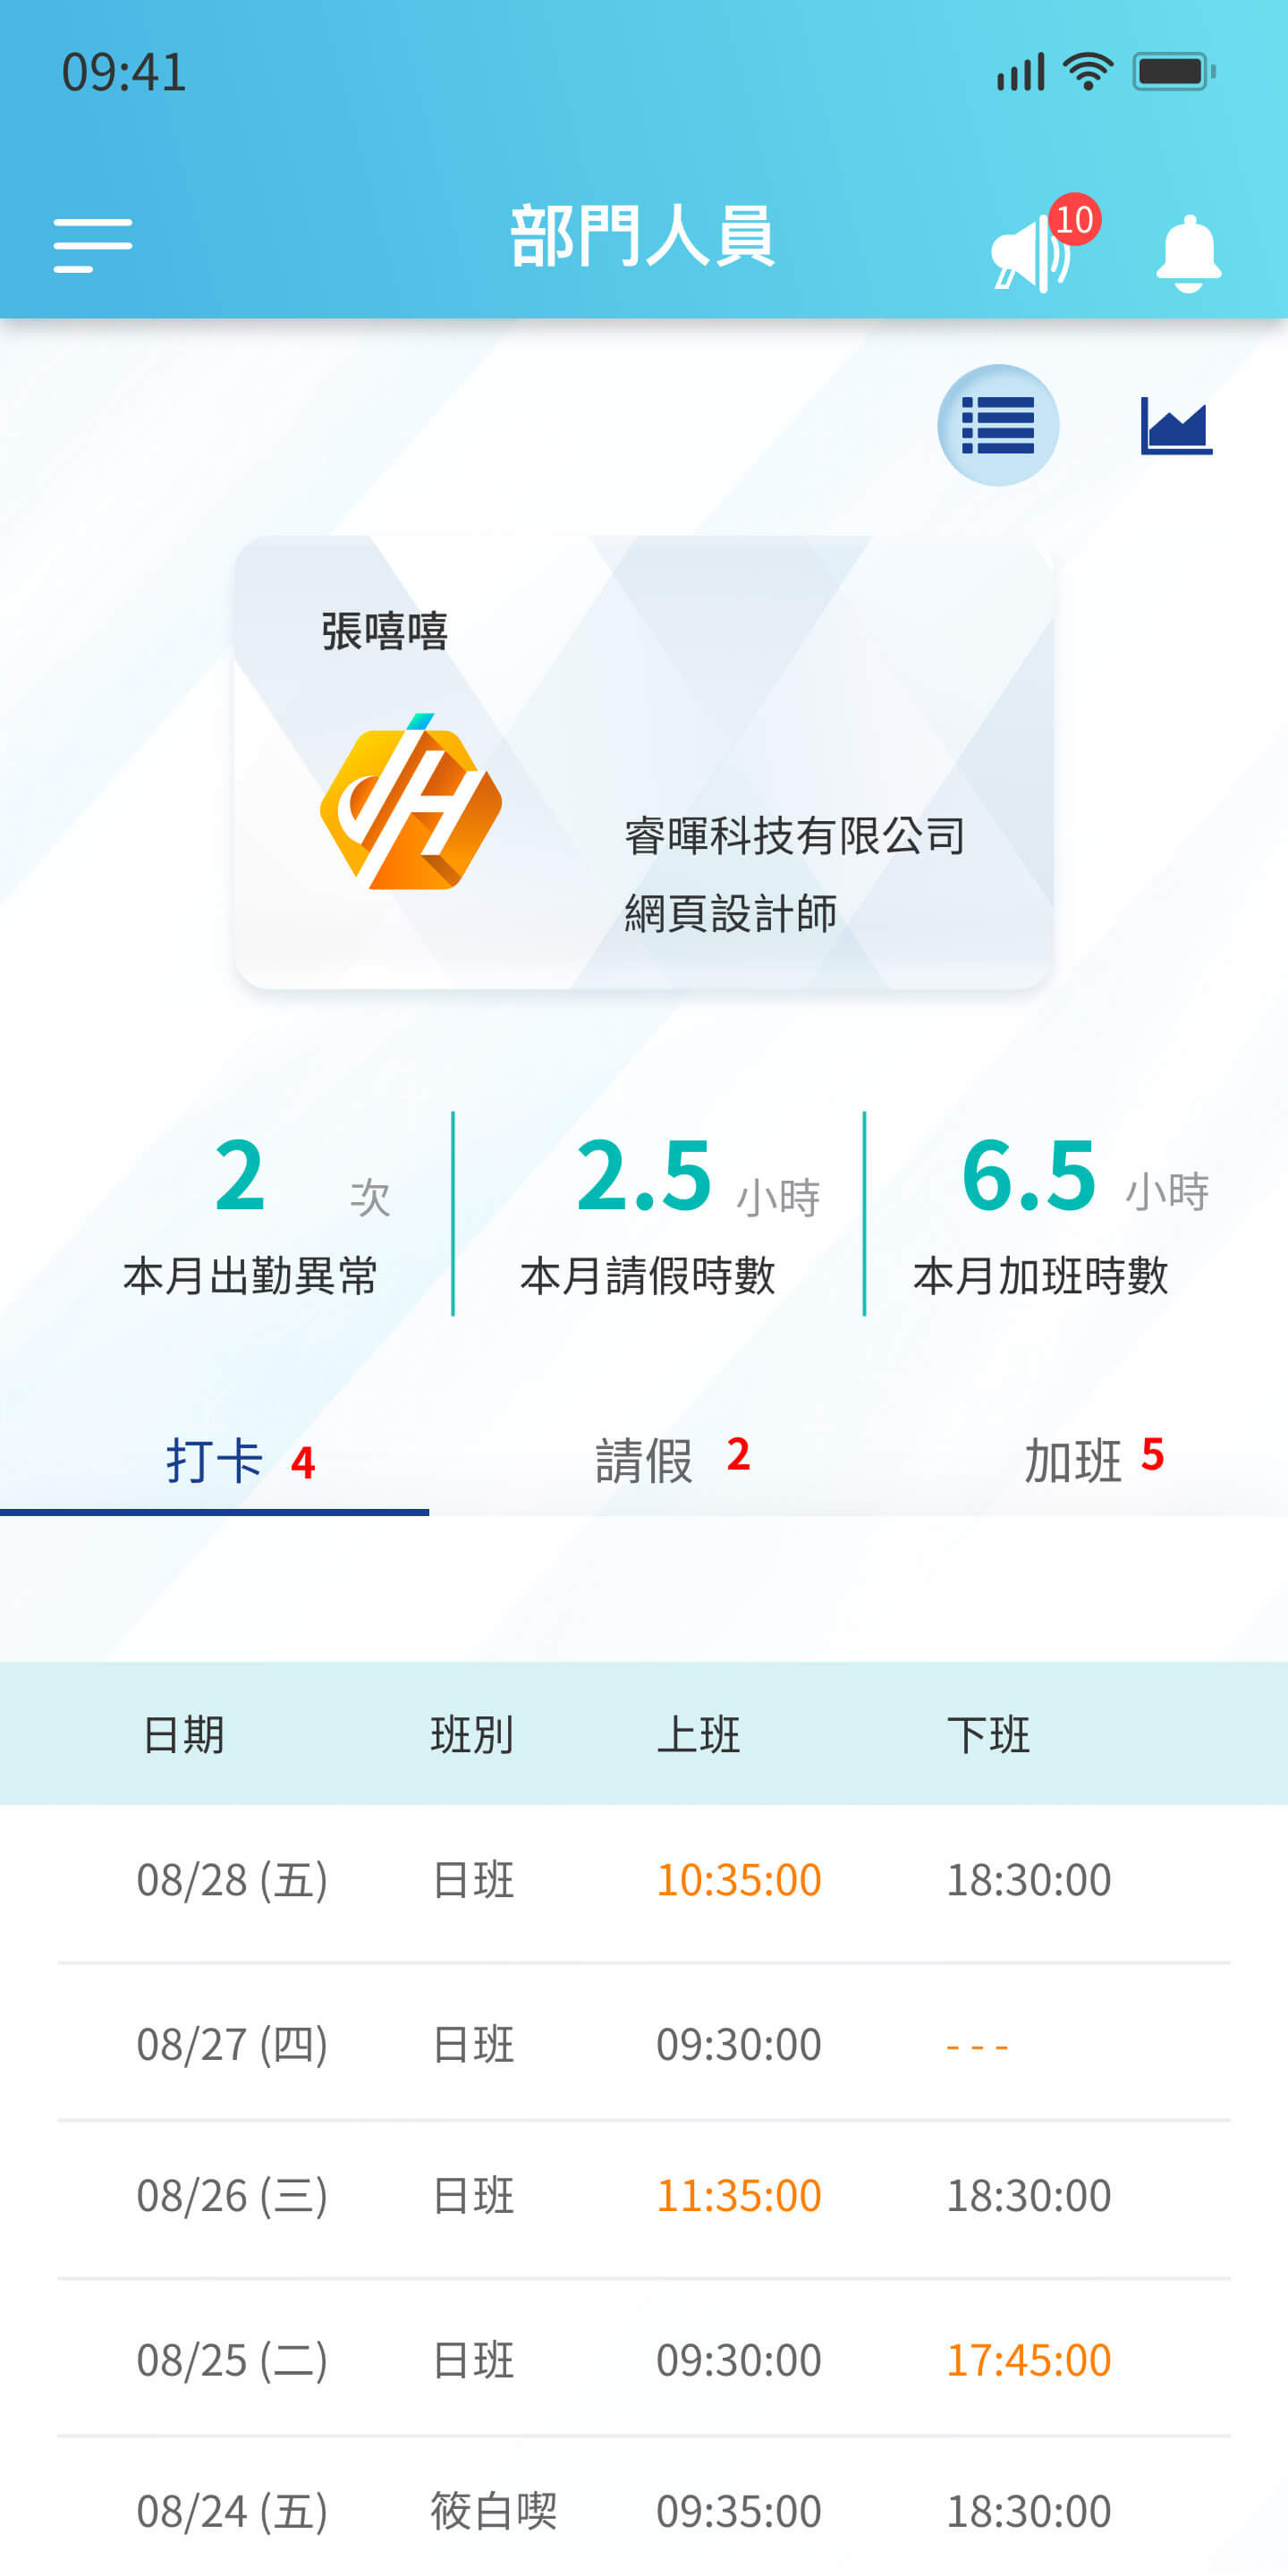 09:41
部門人員
10
張嘻嘻
睿暉科技有限公司
網頁設計師
2 次
2.5 小時
6.5 小時
本月出勤異常
本月請假時數
本月加班時數
打卡 4
請假 2
加班 5
日期 班別 上班 下班
08/28 (五) 日班 10:35:00 18:30:00
08/27 (四) 日班 09:30:00 - - -
08/26 (三) 日班 11:35:00 18:30:00
08/25 (二) 日班 09:30:00 17:45:00
08/24 (五) 筱白喫 09:35:00 18:30:00